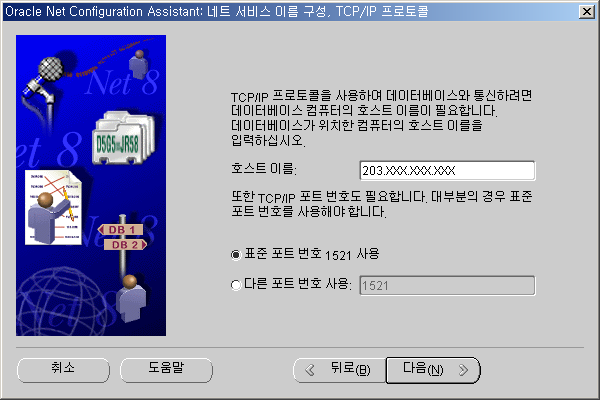 Oracle Net Configuration Assistant: 네트 서비스 이름 구성, TCP/IP 프로토콜
Net 8
D5G5 JR58
et 8
DB 1
DB 2
Net 8
Net 8
TCP/IP 프로토콜을 사용하여 데이터베이스와 통신하려면
데이터베이스 컴퓨터의 호스트 이름이 필요합니다.
데이터베이스가 위치한 컴퓨터의 호스트 이름을
입력하십시오.
호스트 이름: 203.XXX.XXX.XXX
또한 TCP/IP 포트 번호도 필요합니다. 대부분의 경우 표준
포트 번호를 사용해야 합니다.
표준 포트 번호 1521 사용
다른 포트 번호 사용: 1521
취소 도움말 뒤로(B) 다음(N)